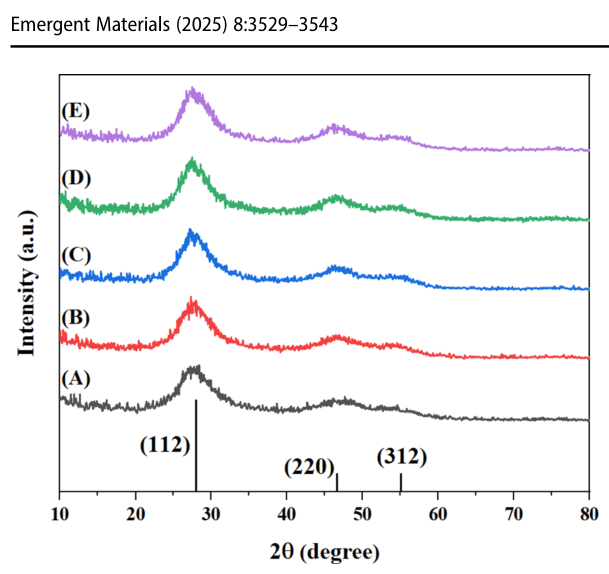 Emergent Materials (2025) 8:3529–3543
(E)
(D)
(C)
(B)
(A)
Intensity (a.u.)
(112)
(220)
(312)
10 20 30 40 50 60 70 80
2θ (degree)